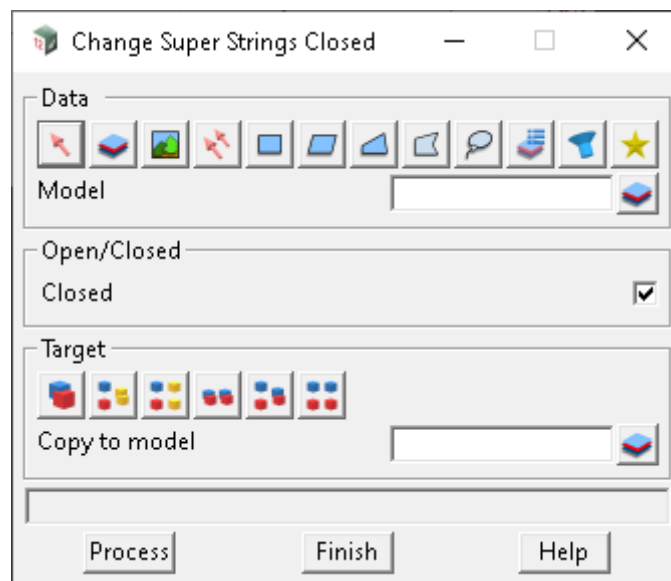 Change Super Strings Closed
Data
Model
Open/Closed
Closed
Target
Copy to model
Process Finish Help